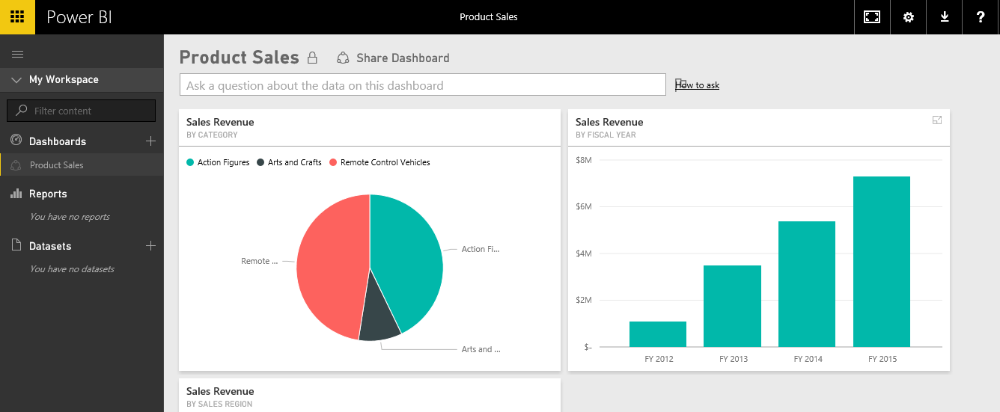 Power BI
Product Sales
?
My Workspace
Filter content
Dashboards
Product Sales
Reports
You have no reports
Datasets
You have no datasets
Product Sales
Share Dashboard
Ask a question about the data on this dashboard
How to ask
Sales Revenue
BY CATEGORY
Action Figures
Arts and Crafts
Remote Control Vehicles
Action Fi...
Remote ...
Arts and ...
Sales Revenue
BY FISCAL YEAR
$8M
$6M
$4M
$2M
$-
FY 2012
FY 2013
FY 2014
FY 2015
Sales Revenue
BY SALES REGION